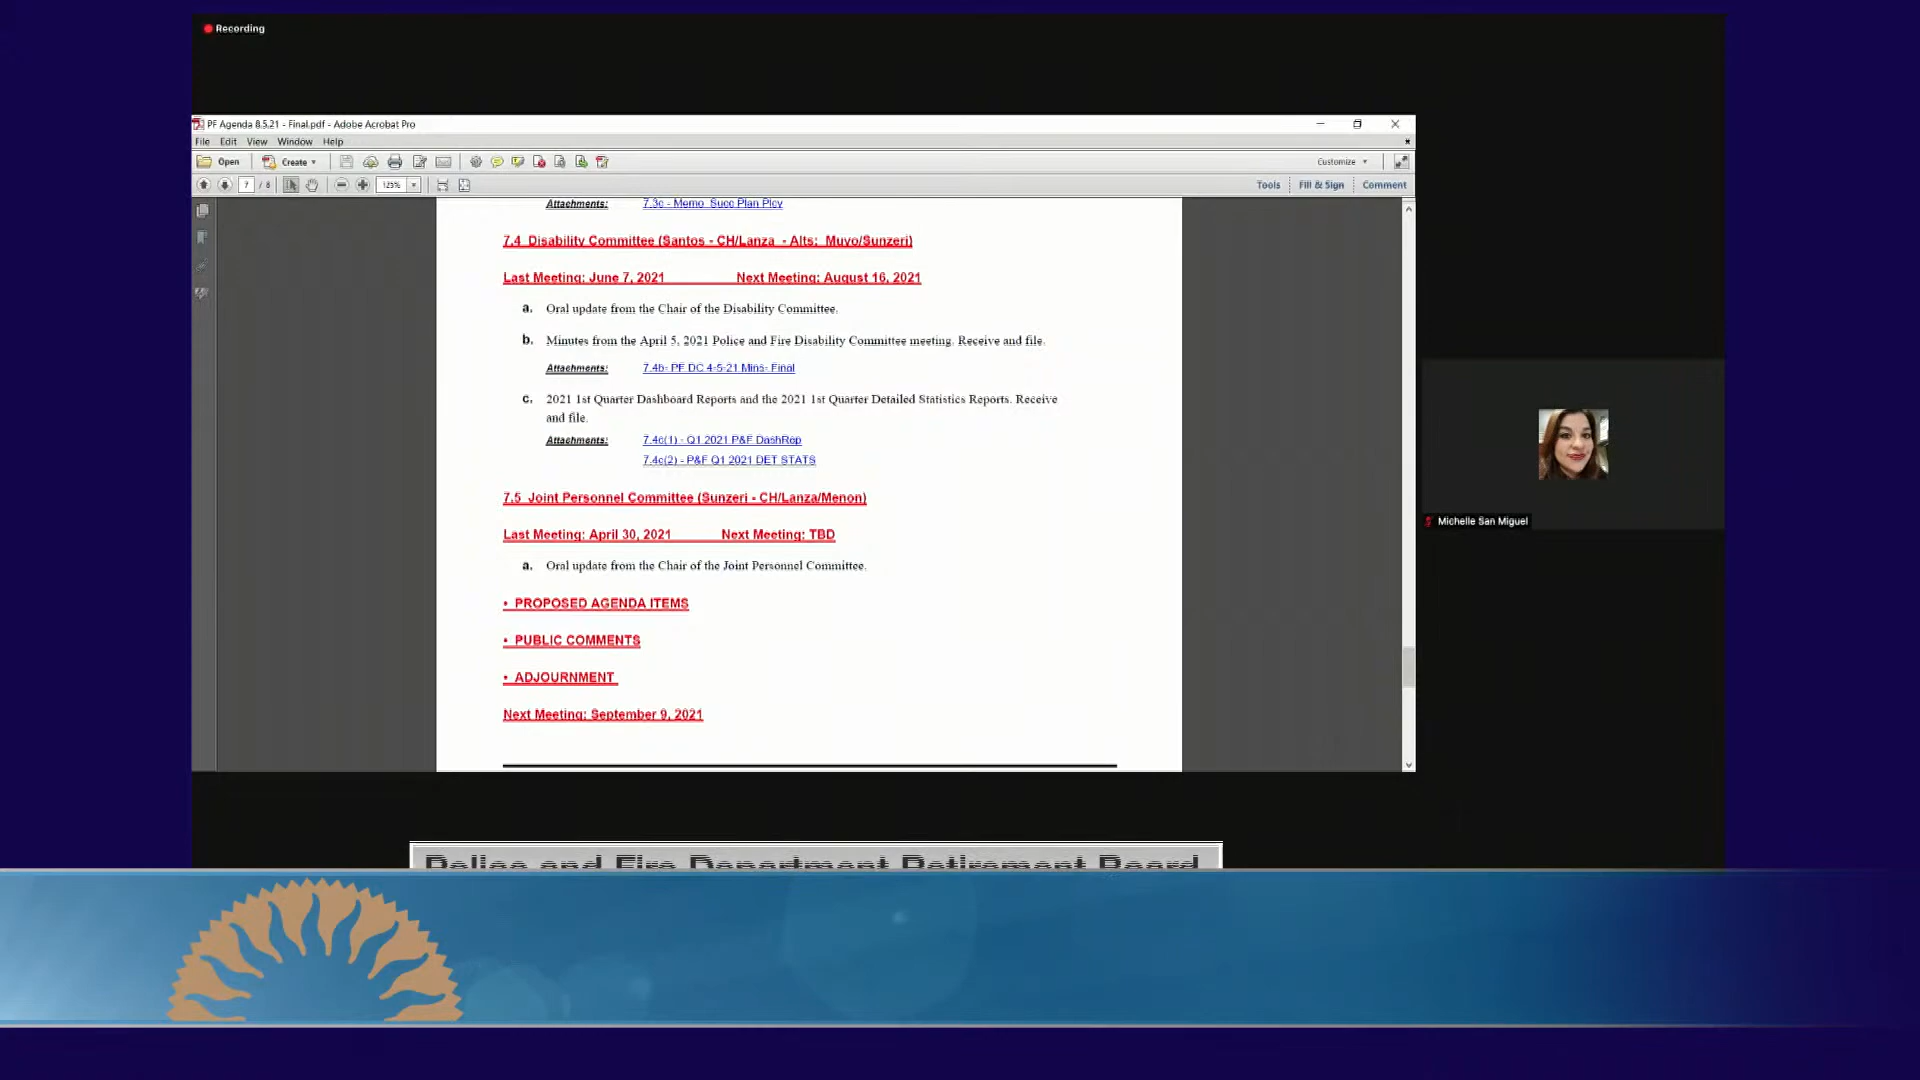 Recording
PF Agenda 8.5.21 - Final.pdf - Adobe Acrobat Pro
File Edit View Window Help
Open Create Customize
7 / 8 123% Tools Fill & Sign Comment
Attachments: 7.3c - Memo Succ Plan Plcy
7.4 Disability Committee (Santos - CH/Lanza - Alts: Muyo/Sunzeri)
Last Meeting: June 7, 2021 Next Meeting: August 16, 2021
a. Oral update from the Chair of the Disability Committee.
b. Minutes from the April 5, 2021 Police and Fire Disability Committee meeting. Receive and file.
Attachments: 7.4b- PF DC 4-5-21 Mins- Final
c. 2021 1st Quarter Dashboard Reports and the 2021 1st Quarter Detailed Statistics Reports. Receive
and file.
Attachments: 7.4c(1) - Q1 2021 P&F DashRep
7.4c(2) - P&F Q1 2021 DET STATS
7.5 Joint Personnel Committee (Sunzeri - CH/Lanza/Menon)
Last Meeting: April 30, 2021 Next Meeting: TBD
a. Oral update from the Chair of the Joint Personnel Committee.
• PROPOSED AGENDA ITEMS
• PUBLIC COMMENTS
• ADJOURNMENT
Next Meeting: September 9, 2021
Michelle San Miguel
Police and Fire Department Retirement Board